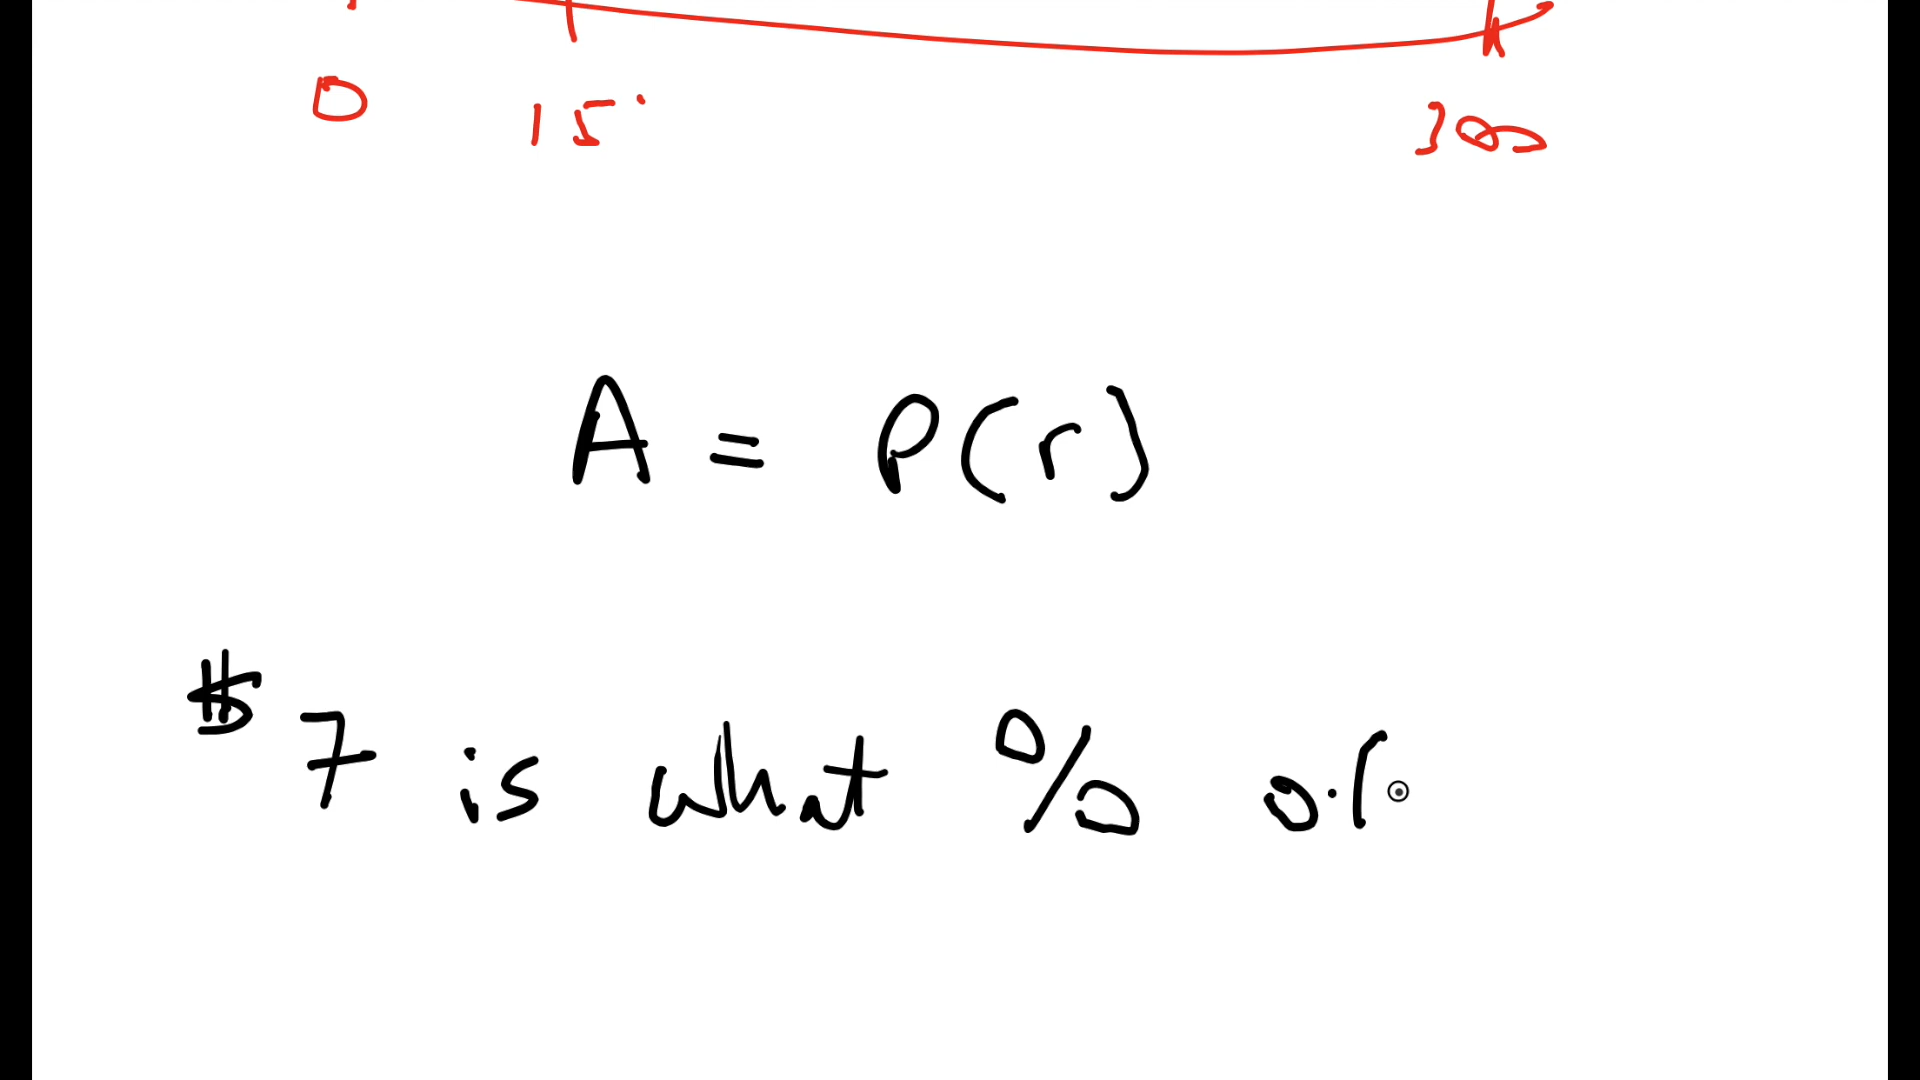 0 15 300
A = P(r)
$7 is what % of